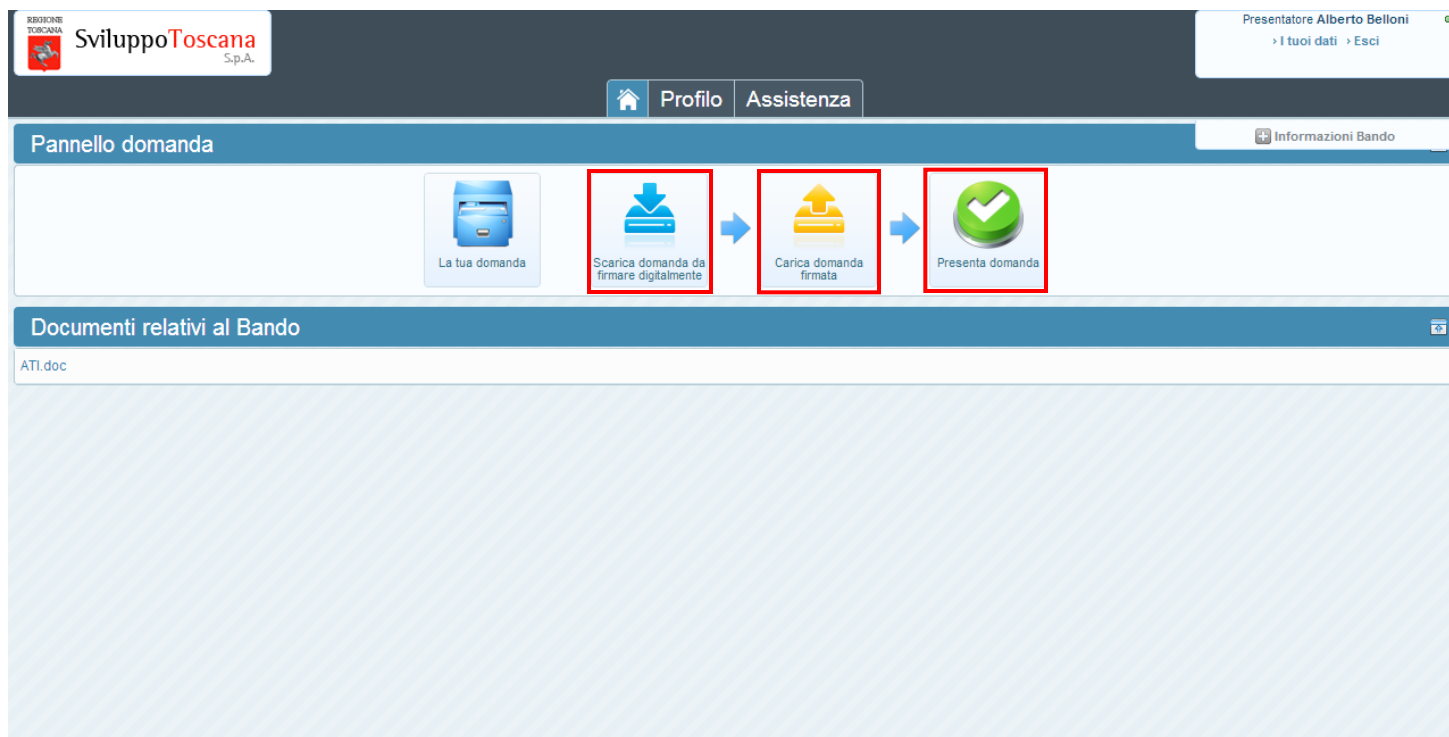 REGIONE
TOSCANA
SviluppoToscana
S.p.A.
Presentatore Alberto Belloni
› I tuoi dati › Esci
Profilo
Assistenza
Informazioni Bando
Pannello domanda
La tua domanda
Scarica domanda da
firmare digitalmente
Carica domanda
firmata
Presenta domanda
Documenti relativi al Bando
ATI.doc